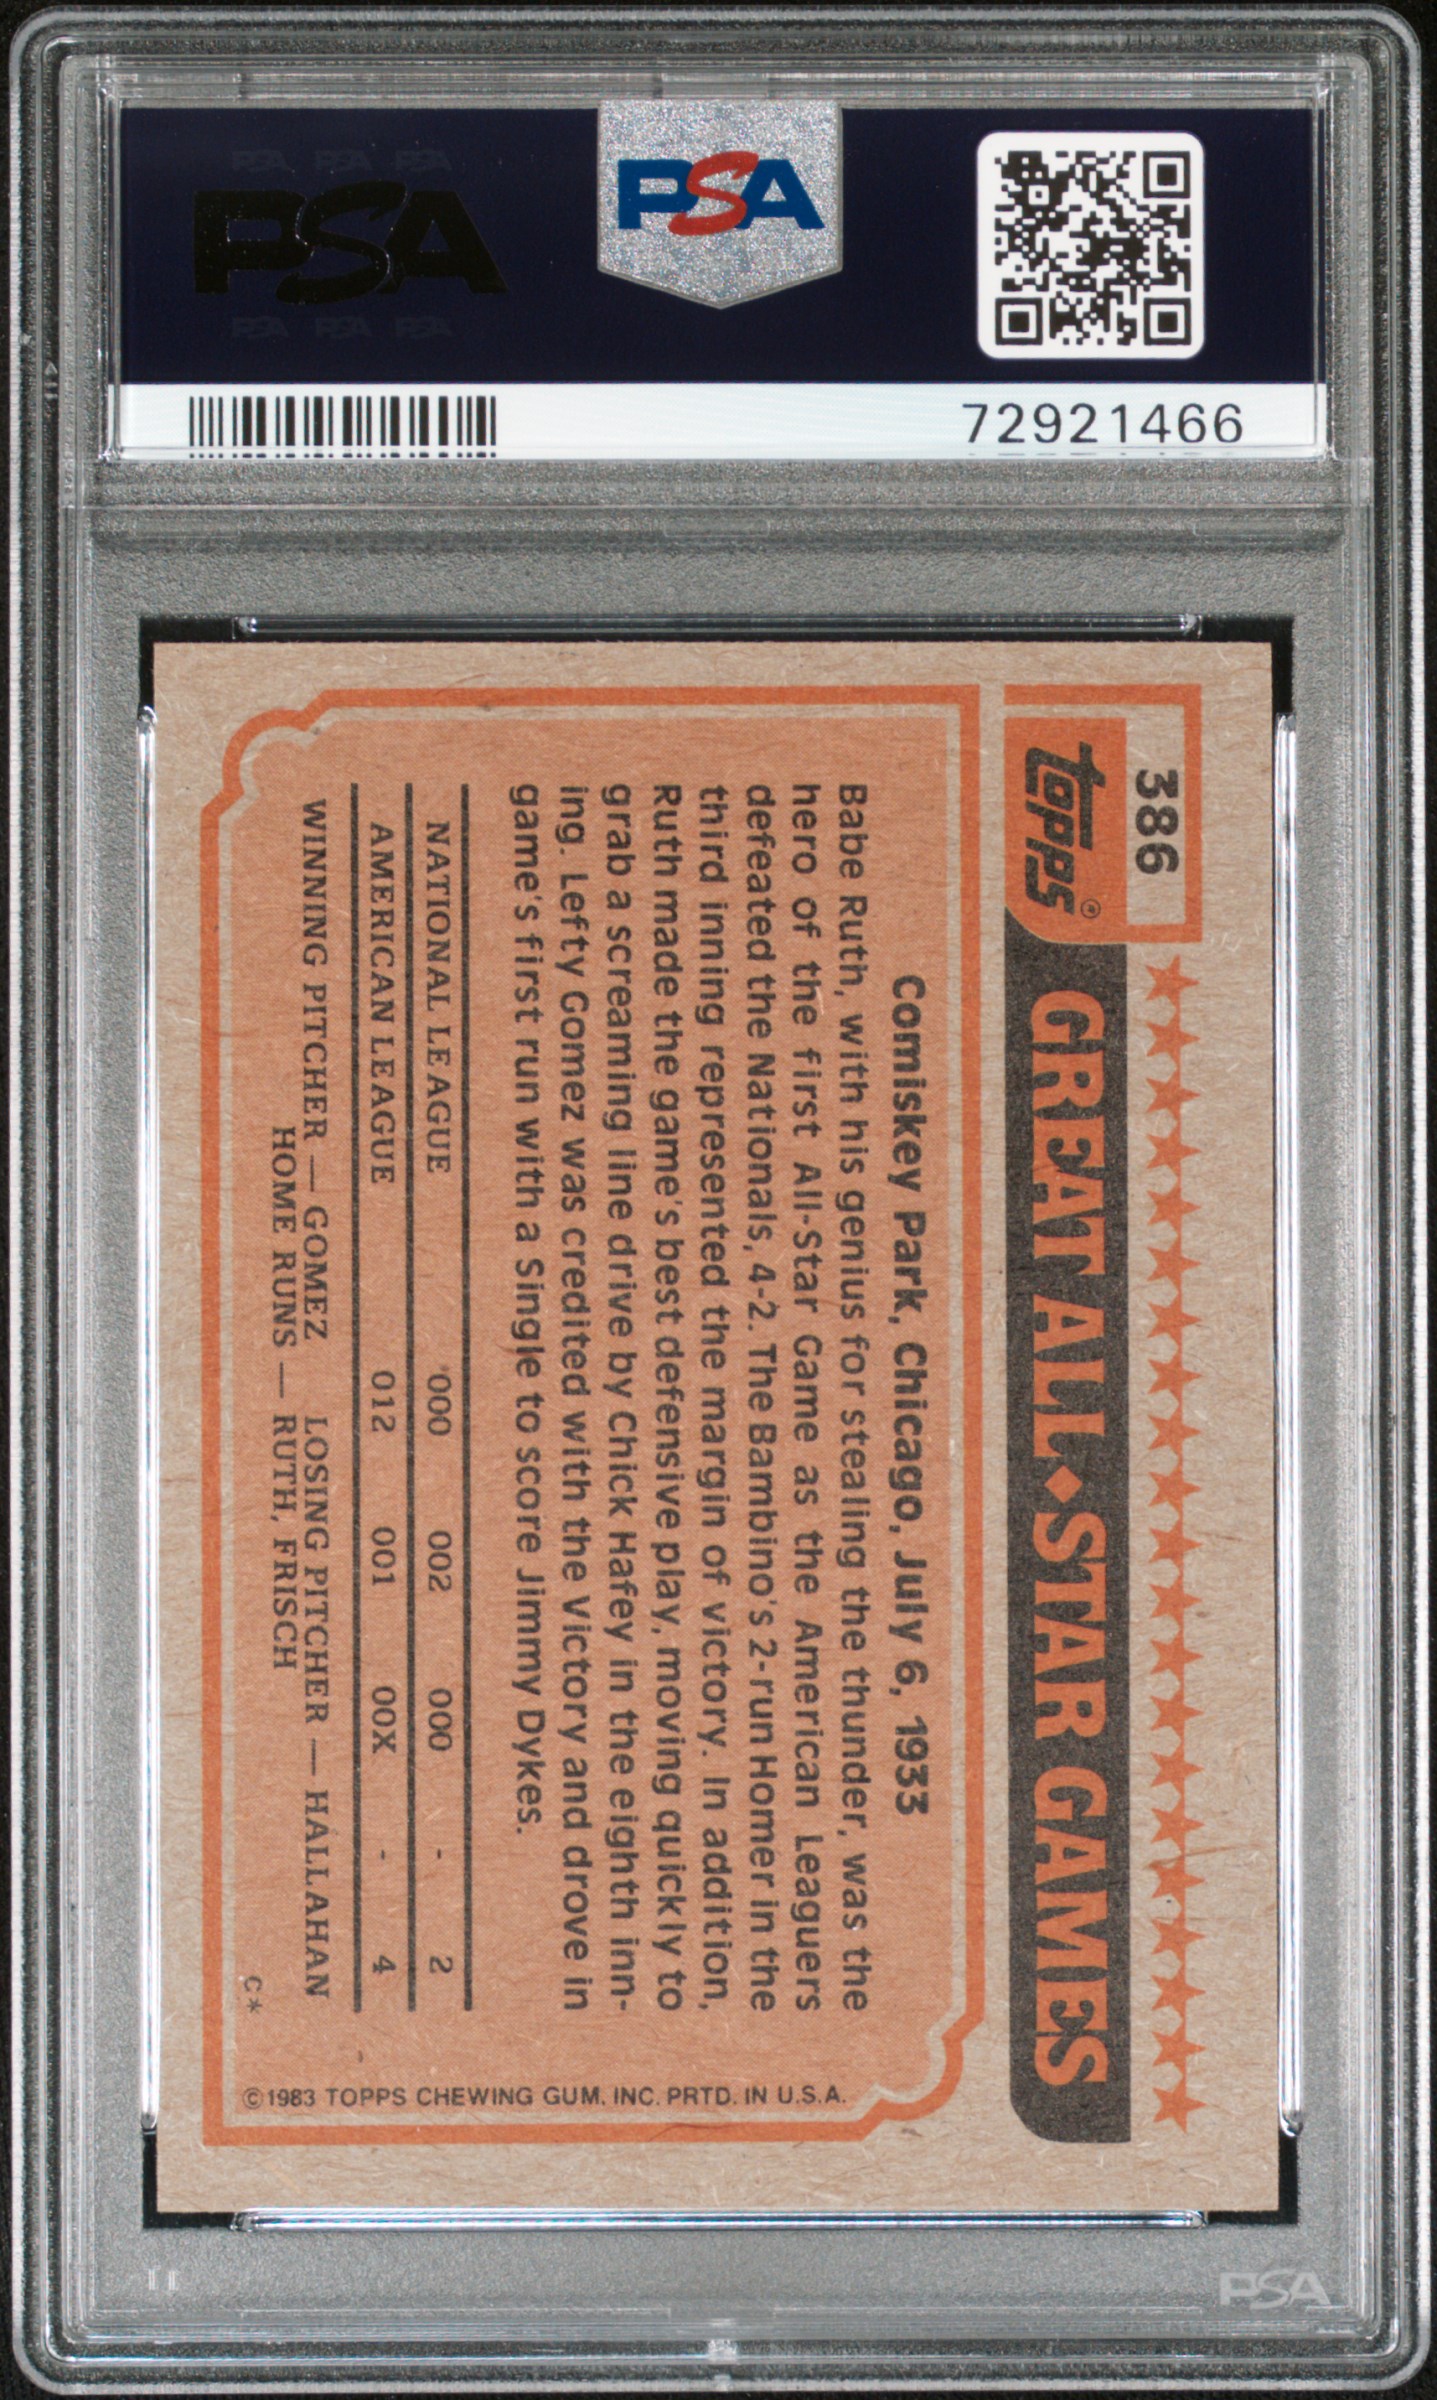 PSA PSA PSA
PSA
PSA PSA PSA
PSA
72921466
386
topps®
GREAT ALL◆STAR GAMES
Comiskey Park, Chicago, July 6, 1933
Babe Ruth, with his genius for stealing the thunder, was the
hero of the first All-Star Game as the American Leaguers
defeated the Nationals, 4-2. The Bambino's 2-run Homer in the
third inning represented the margin of victory. In addition,
Ruth made the game's best defensive play, moving quickly to
grab a screaming line drive by Chick Hafey in the eighth inn-
ing. Lefty Gomez was credited with the Victory and drove in
game's first run with a Single to score Jimmy Dykes.
NATIONAL LEAGUE 000 002 000 - 2
AMERICAN LEAGUE 012 001 00X - 4
WINNING PITCHER — GOMEZ LOSING PITCHER — HALLAHAN
HOME RUNS — RUTH, FRISCH
C*
©1983 TOPPS CHEWING GUM, INC. PRTD. IN U.S.A.
PSA